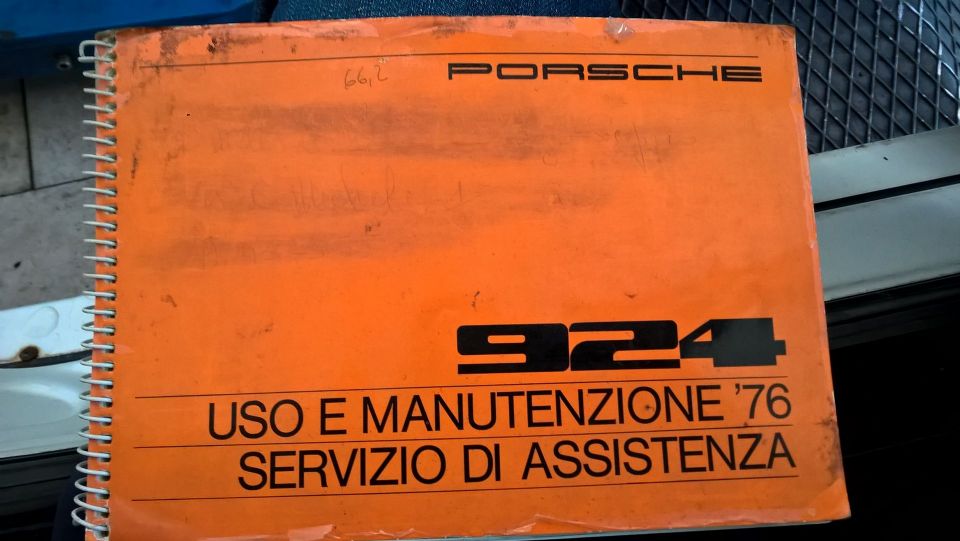 PORSCHE
66,2
924
USO E MANUTENZIONE '76
SERVIZIO DI ASSISTENZA